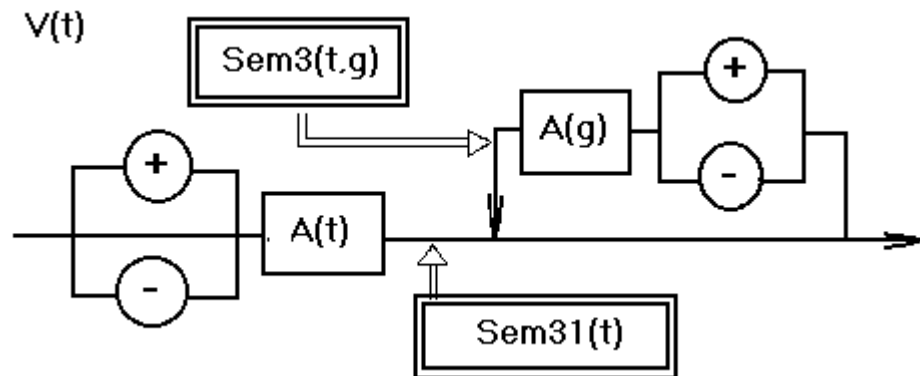 V(t)
Sem3(t,g)
+
A(g)
-
+
A(t)
-
Sem31(t)